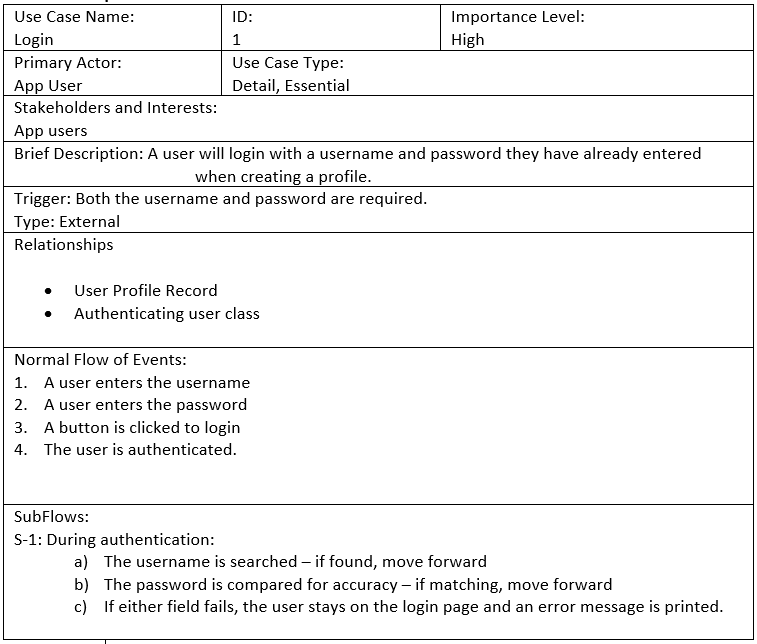 Use Case Name:
Login
ID:
1
Importance Level:
High
Primary Actor:
App User
Use Case Type:
Detail, Essential
Stakeholders and Interests:
App users
Brief Description: A user will login with a username and password they have already entered
when creating a profile.
Trigger: Both the username and password are required.
Type: External
Relationships
• User Profile Record
• Authenticating user class
Normal Flow of Events:
1. A user enters the username
2. A user enters the password
3. A button is clicked to login
4. The user is authenticated.
SubFlows:
S-1: During authentication:
a) The username is searched – if found, move forward
b) The password is compared for accuracy – if matching, move forward
c) If either field fails, the user stays on the login page and an error message is printed.